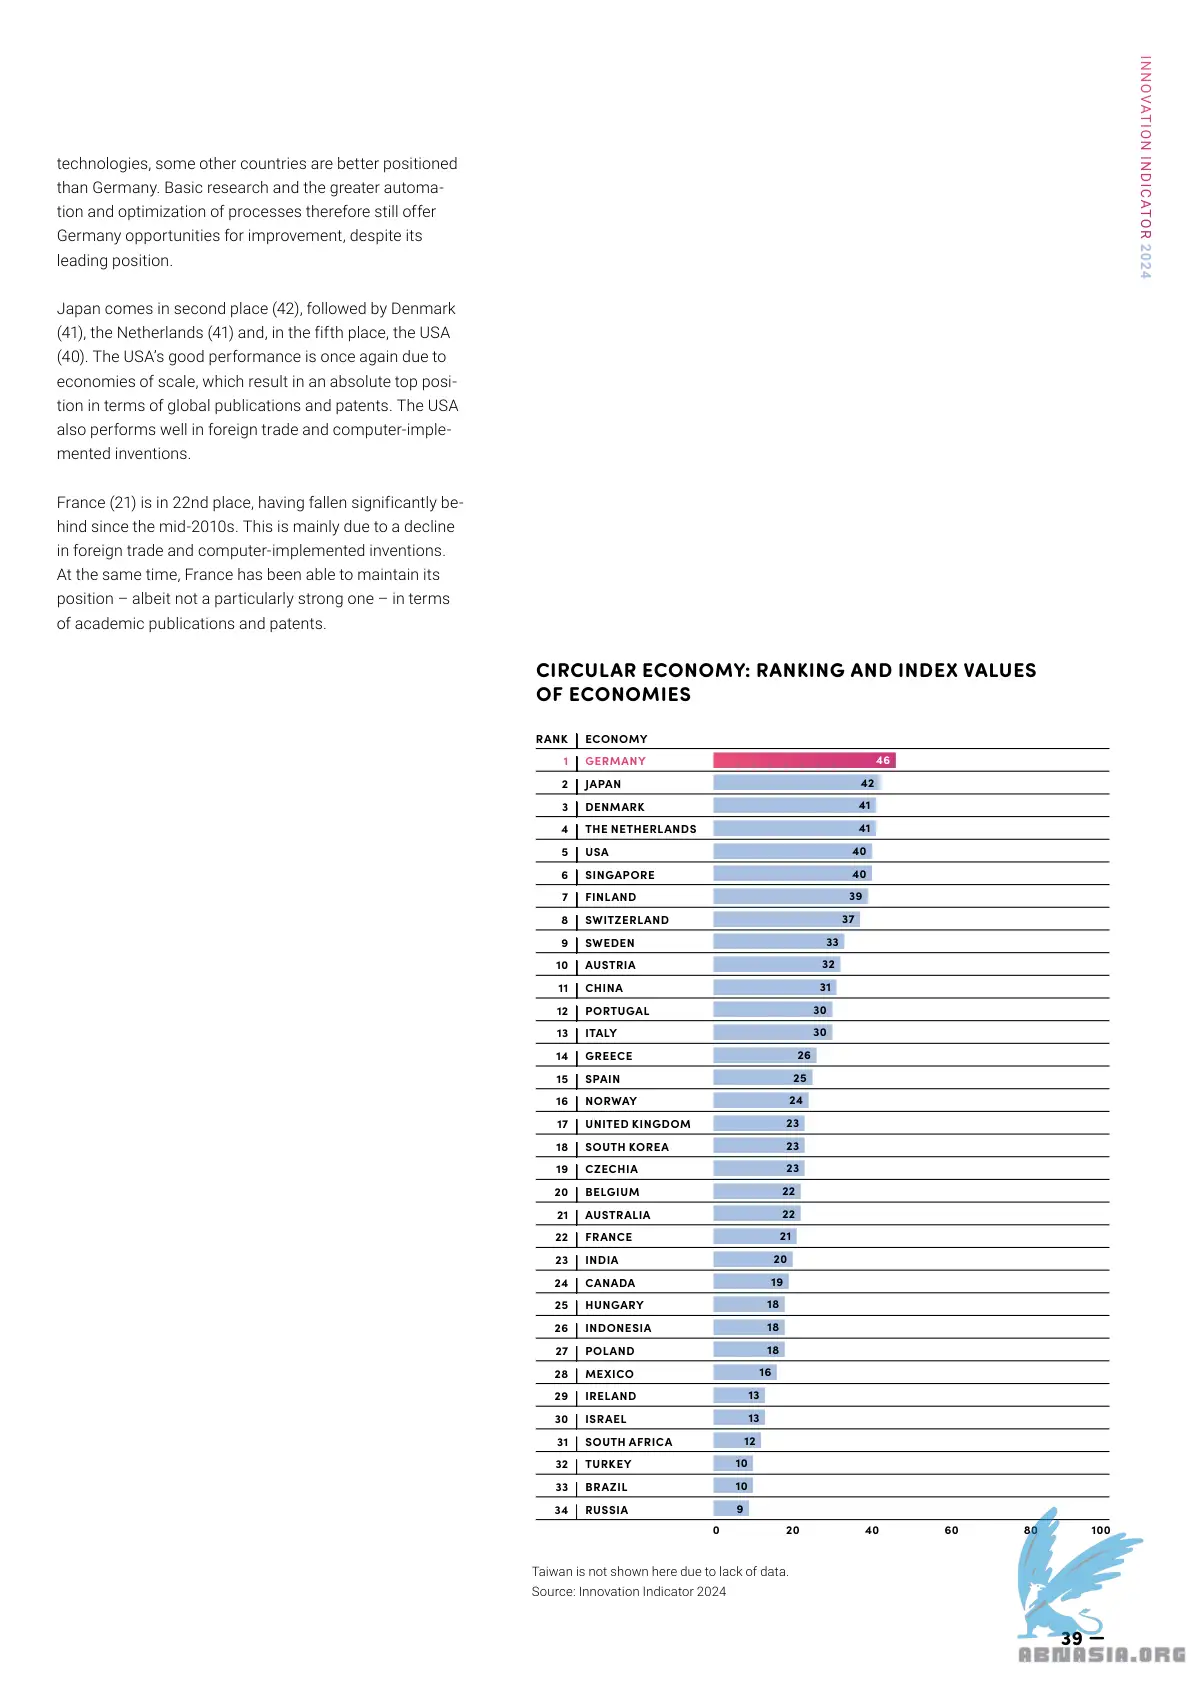 INNOVATION INDICATOR 2024
technologies, some other countries are better positioned
than Germany. Basic research and the greater automa-
tion and optimization of processes therefore still offer
Germany opportunities for improvement, despite its
leading position.
Japan comes in second place (42), followed by Denmark
(41), the Netherlands (41) and, in the fifth place, the USA
(40). The USA’s good performance is once again due to
economies of scale, which result in an absolute top posi-
tion in terms of global publications and patents. The USA
also performs well in foreign trade and computer-imple-
mented inventions.
France (21) is in 22nd place, having fallen significantly be-
hind since the mid-2010s. This is mainly due to a decline
in foreign trade and computer-implemented inventions.
At the same time, France has been able to maintain its
position – albeit not a particularly strong one – in terms
of academic publications and patents.
CIRCULAR ECONOMY: RANKING AND INDEX VALUES
OF ECONOMIES
RANK ECONOMY
1 GERMANY 46
2 JAPAN 42
3 DENMARK 41
4 THE NETHERLANDS 41
5 USA 40
6 SINGAPORE 40
7 FINLAND 39
8 SWITZERLAND 37
9 SWEDEN 33
10 AUSTRIA 32
11 CHINA 31
12 PORTUGAL 30
13 ITALY 30
14 GREECE 26
15 SPAIN 25
16 NORWAY 24
17 UNITED KINGDOM 23
18 SOUTH KOREA 23
19 CZECHIA 23
20 BELGIUM 22
21 AUSTRALIA 22
22 FRANCE 21
23 INDIA 20
24 CANADA 19
25 HUNGARY 18
26 INDONESIA 18
27 POLAND 18
28 MEXICO 16
29 IRELAND 13
30 ISRAEL 13
31 SOUTH AFRICA 12
32 TURKEY 10
33 BRAZIL 10
34 RUSSIA 9
0 20 40 60 80 100
Taiwan is not shown here due to lack of data.
Source: Innovation Indicator 2024
39 —
ABNASIA.ORG